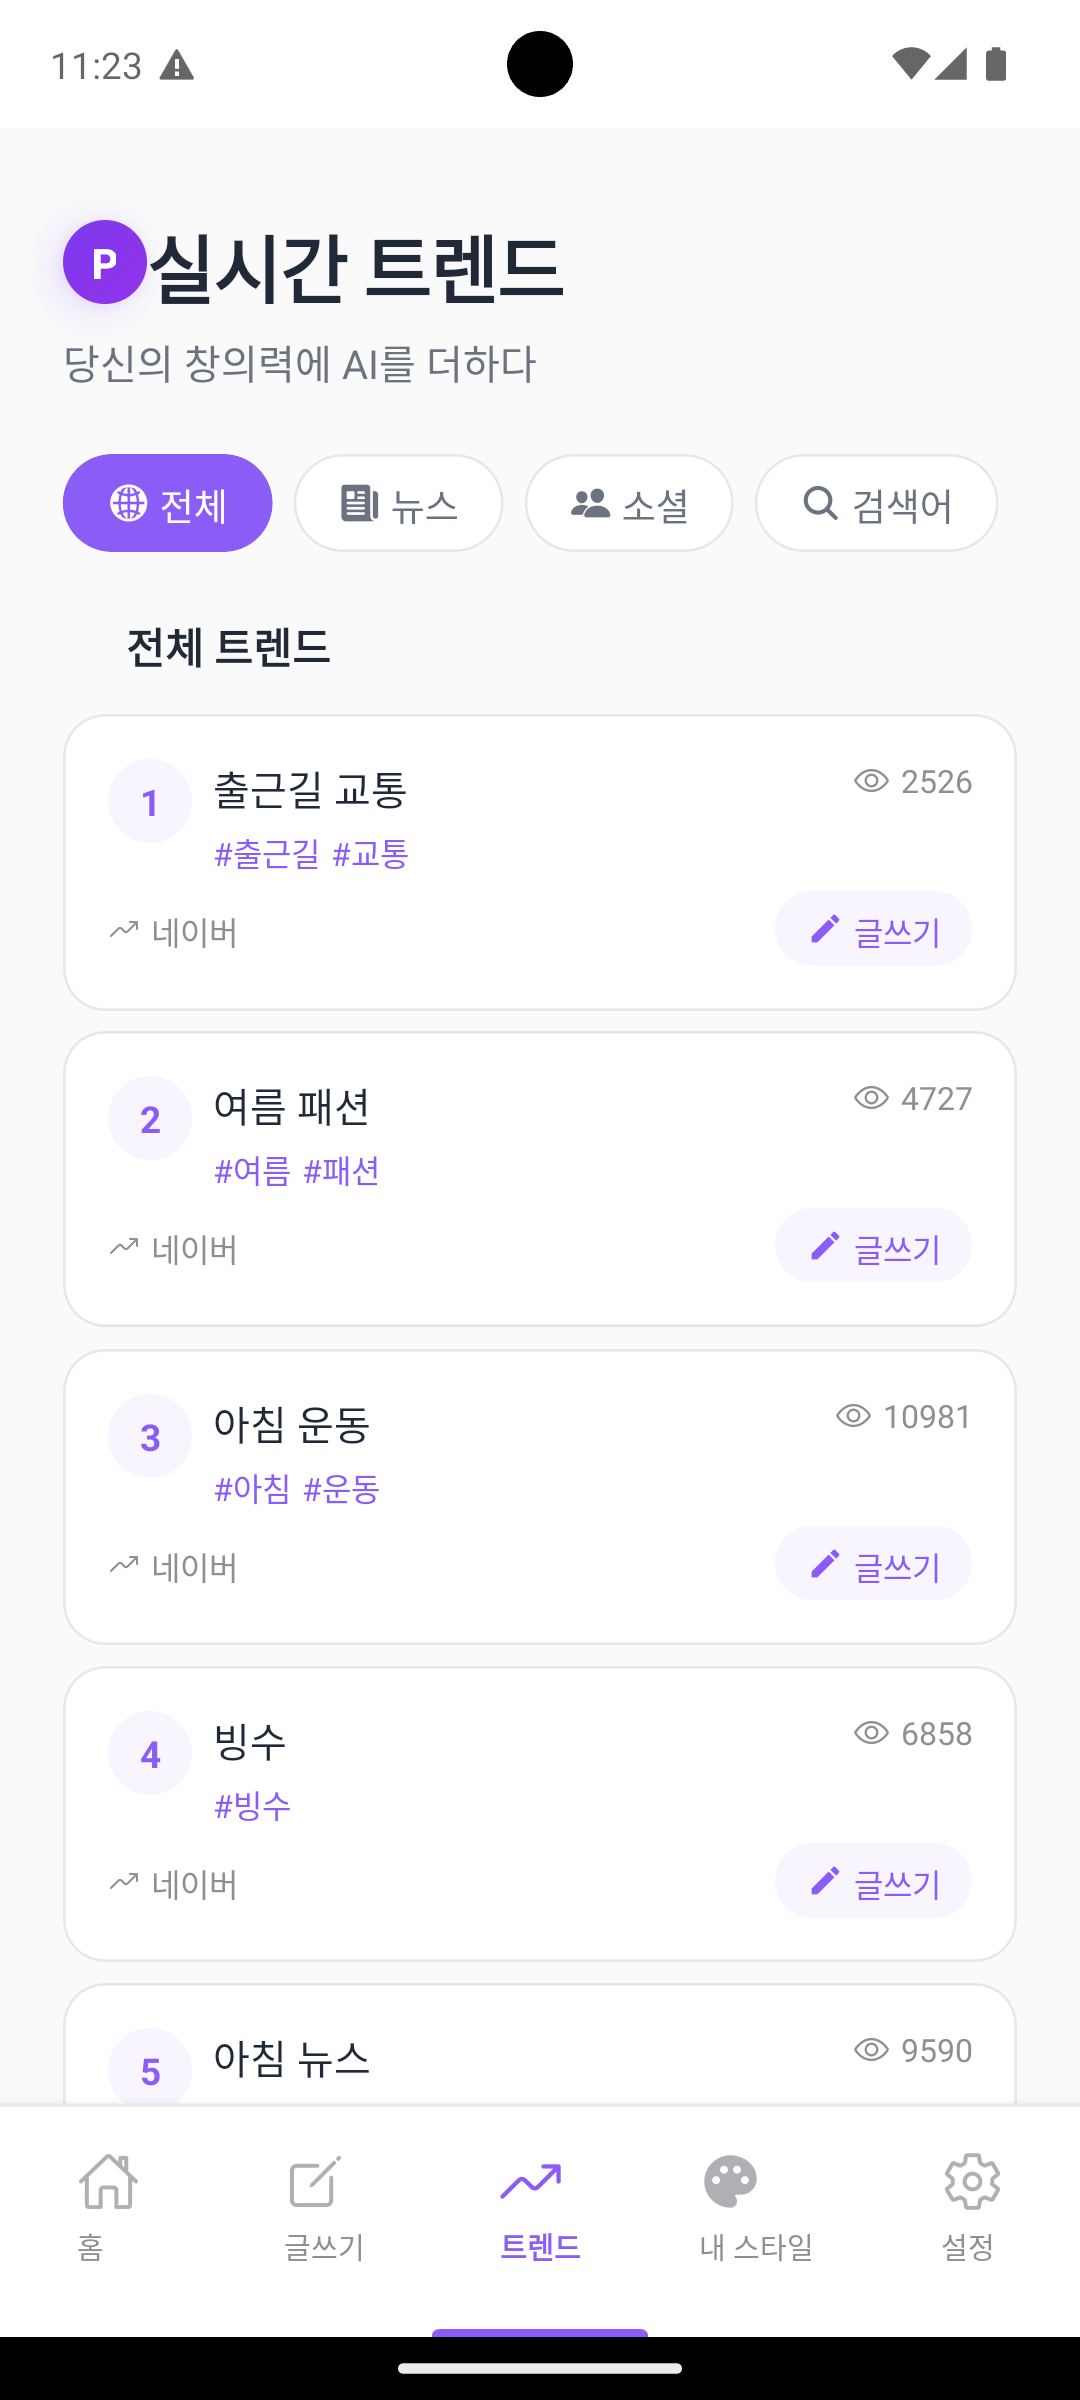 11:23
P 실시간 트렌드
당신의 창의력에 AI를 더하다
전체 뉴스 소셜 검색어
전체 트렌드
1 출근길 교통 2526
#출근길 #교통
네이버 글쓰기
2 여름 패션 4727
#여름 #패션
네이버 글쓰기
3 아침 운동 10981
#아침 #운동
네이버 글쓰기
4 빙수 6858
#빙수
네이버 글쓰기
5 아침 뉴스 9590
홈 글쓰기 트렌드 내 스타일 설정